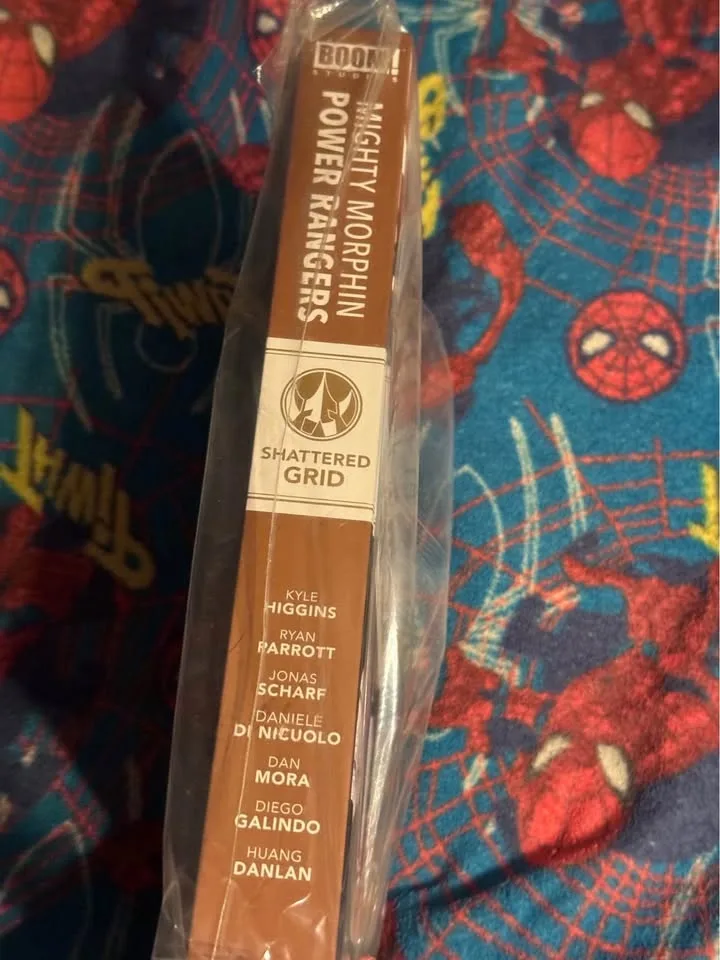 BOOM!
STUDIOS
MIGHTY MORPHIN
POWER RANGERS
SHATTERED
GRID
KYLE
HIGGINS
RYAN
PARROTT
JONAS
SCHARF
DANIELE
DI NICUOLO
DAN
MORA
DIEGO
GALINDO
HUANG
DANLAN
THWIP!